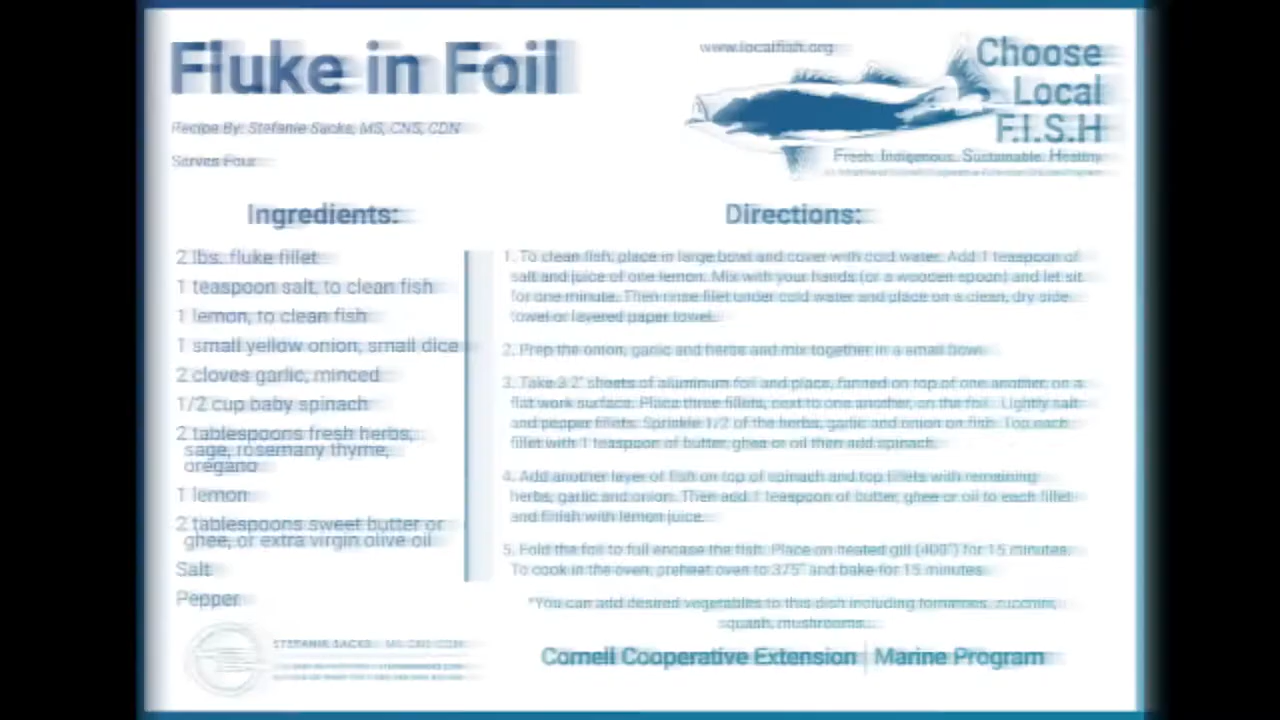 Fluke in Foil
www.localfish.org
Choose
Local
F.I.S.H
Fresh. Indigenous. Sustainable. Healthy
Recipe By: Stefanie Sacks, MS, CNS, CDN
Serves Four
Ingredients:
2 lbs. fluke fillet
1 teaspoon salt, to clean fish
1 lemon, to clean fish
1 small yellow onion, small dice
2 cloves garlic, minced
1/2 cup baby spinach
2 tablespoons fresh herbs;
sage, rosemany thyme,
oregano
1 lemon
2 tablespoons sweet butter or
ghee, or extra virgin olive oil
Salt
Pepper
Directions:
1. To clean fish, place in large bowl and cover with cold water. Add 1 teaspoon of
salt and juice of one lemon. Mix with your hands (or a wooden spoon) and let sit
for one minute. Then rinse filet under cold water and place on a clean, dry side
towel or layered paper towel.
2. Prep the onion, garlic and herbs and mix together in a small bowl
3. Take 3 2" sheets of aluminum foil and place, fanned on top of one another, on a
flat work surface. Place three fillets, next to one another, on the foil. Lightly salt
and pepper fillets. Sprinkle 1/2 of the herbs, garlic and onion on fish. Top each
fillet with 1 teaspoon of butter, ghee or oil then add spinach.
4. Add another layer of fish on top of spinach and top fillets with remaining
herbs, garlic and onion. Then add 1 teaspoon of butter, ghee or oil to each fillet
and finish with lemon juice.
5. Fold the foil to full encase the fish. Place on heated gill (400°) for 15 minutes.
To cook in the oven, preheat oven to 375° and bake for 15 minutes
*You can add desired vegetables to this dish including tomatoes, zucchini,
squash, mushrooms...
STEFANIE SACKS MS, CNS, CDN
Cornell Cooperative Extension | Marine Program